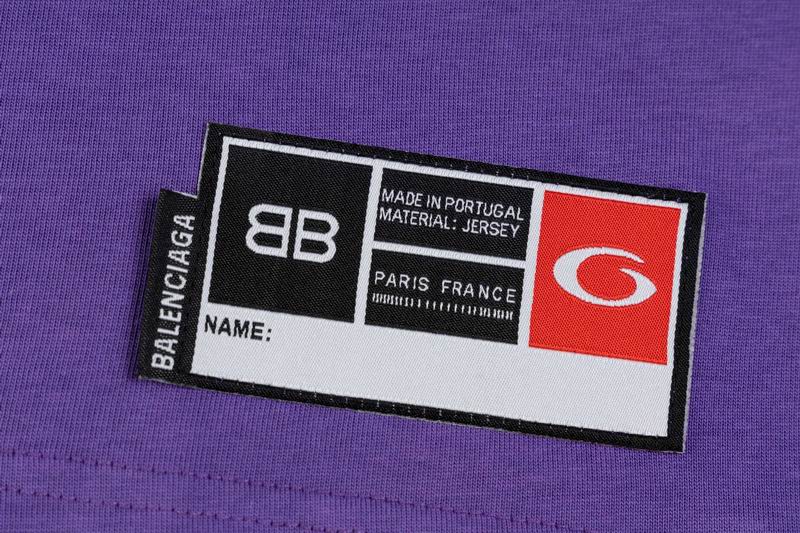 BALENCIAGA
BB
MADE IN PORTUGAL
MATERIAL: JERSEY
PARIS FRANCE
NAME: